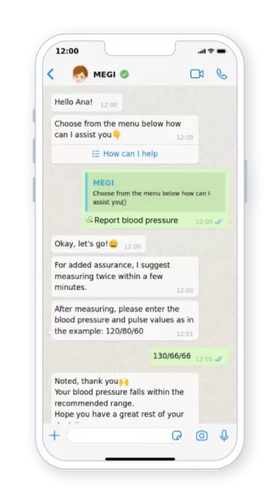 12:00
MEGI
Hello Ana!
12:00
Choose from the menu below how
can I assist you👇
12:00
How can I help
MEGI
Choose from the menu below how can I
assist you▯
Report blood pressure
12:00
Okay, let's go!😄
12:00
For added assurance, I suggest
measuring twice within a few
minutes.
12:00
After measuring, please enter the
blood pressure and pulse values as in
the example: 120/80/60
12:01
130/66/66
12:05
Noted, thank you🙌
Your blood pressure falls within the
recommended range.
Hope you have a great rest of your